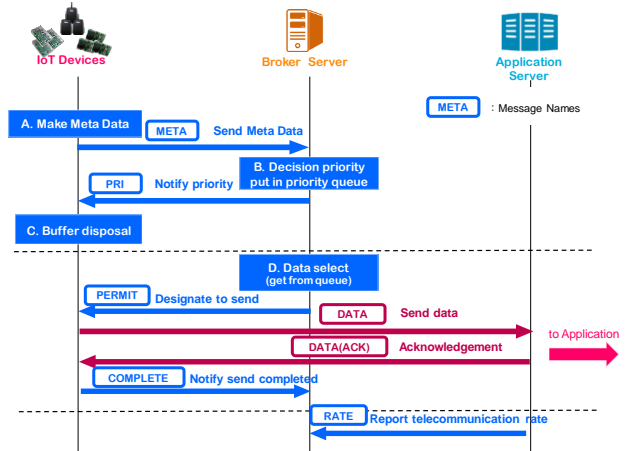 IoT Devices
Broker Server
Application
Server
META : Message Names
A. Make Meta Data
META Send Meta Data
B. Decision priority
put in priority queue
PRI Notify priority
C. Buffer disposal
D. Data select
(get from queue)
PERMIT Designate to send
DATA Send data
to Application
DATA(ACK) Acknowledgement
COMPLETE Notify send completed
RATE Report telecommunication rate